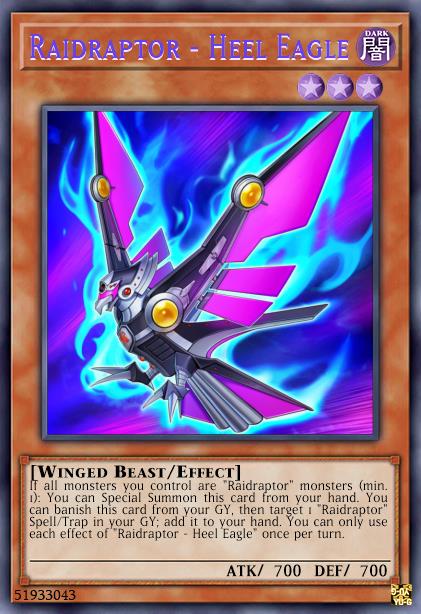 Raidraptor - Heel Eagle
DARK
闇
[Winged Beast/Effect]
If all monsters you control are "Raidraptor" monsters (min.
1): You can Special Summon this card from your hand. You
can banish this card from your GY, then target 1 "Raidraptor"
Spell/Trap in your GY; add it to your hand. You can only use
each effect of "Raidraptor - Heel Eagle" once per turn.
ATK/ 700 DEF/ 700
51933043